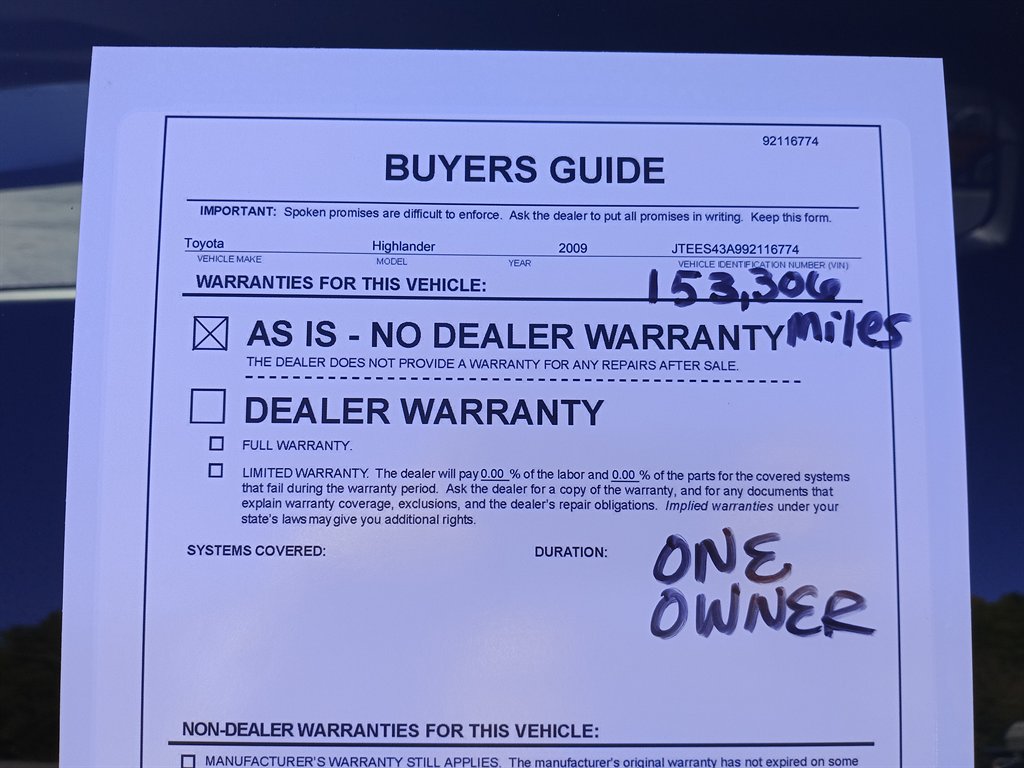 92116774
BUYERS GUIDE
IMPORTANT: Spoken promises are difficult to enforce. Ask the dealer to put all promises in writing. Keep this form.
Toyota Highlander 2009 JTEES43A992116774
VEHICLE MAKE MODEL YEAR VEHICLE IDENTIFICATION NUMBER (VIN)
WARRANTIES FOR THIS VEHICLE: 153,306
AS IS - NO DEALER WARRANTY miles
THE DEALER DOES NOT PROVIDE A WARRANTY FOR ANY REPAIRS AFTER SALE.
DEALER WARRANTY
FULL WARRANTY.
LIMITED WARRANTY. The dealer will pay 0.00 % of the labor and 0.00 % of the parts for the covered systems
that fail during the warranty period. Ask the dealer for a copy of the warranty, and for any documents that
explain warranty coverage, exclusions, and the dealer's repair obligations. Implied warranties under your
state's laws may give you additional rights.
SYSTEMS COVERED: DURATION:
ONE
OWNER
NON-DEALER WARRANTIES FOR THIS VEHICLE:
MANUFACTURER'S WARRANTY STILL APPLIES. The manufacturer's original warranty has not expired on some